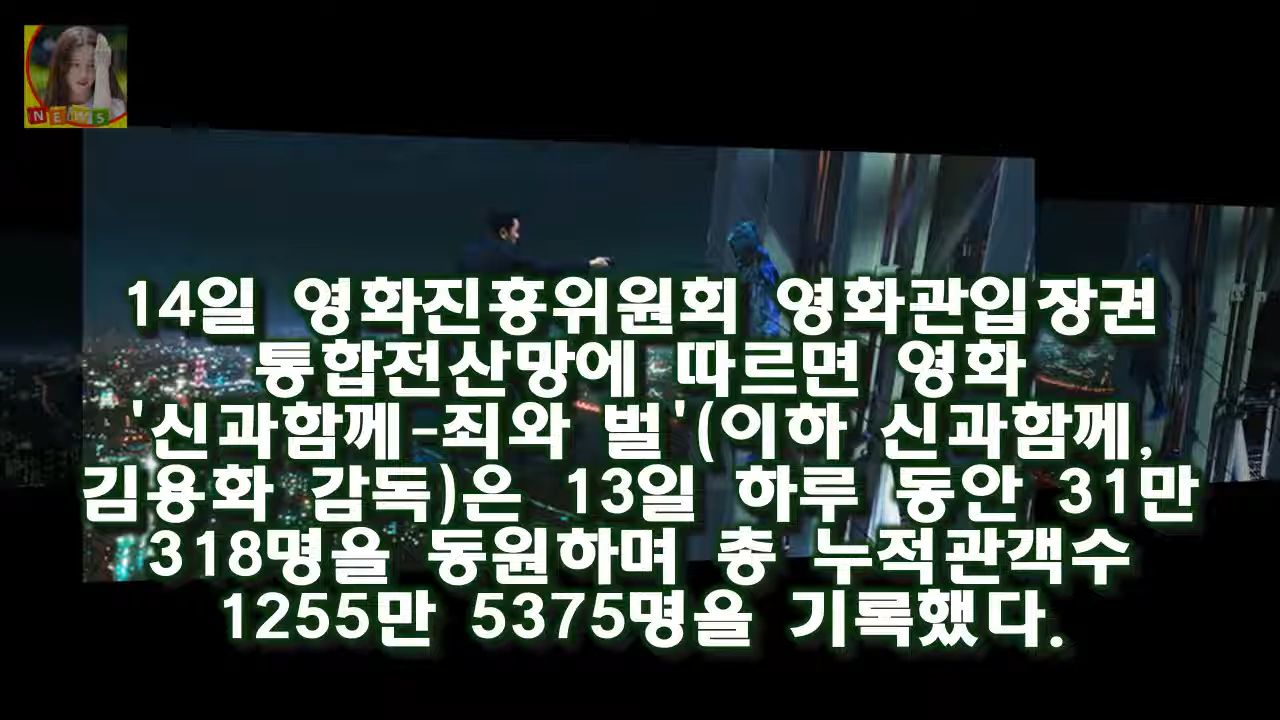 NEWS
14일 영화진흥위원회 영화관입장권
통합전산망에 따르면 영화
'신과함께-죄와 벌'(이하 신과함께,
김용화 감독)은 13일 하루 동안 31만
318명을 동원하며 총 누적관객수
1255만 5375명을 기록했다.